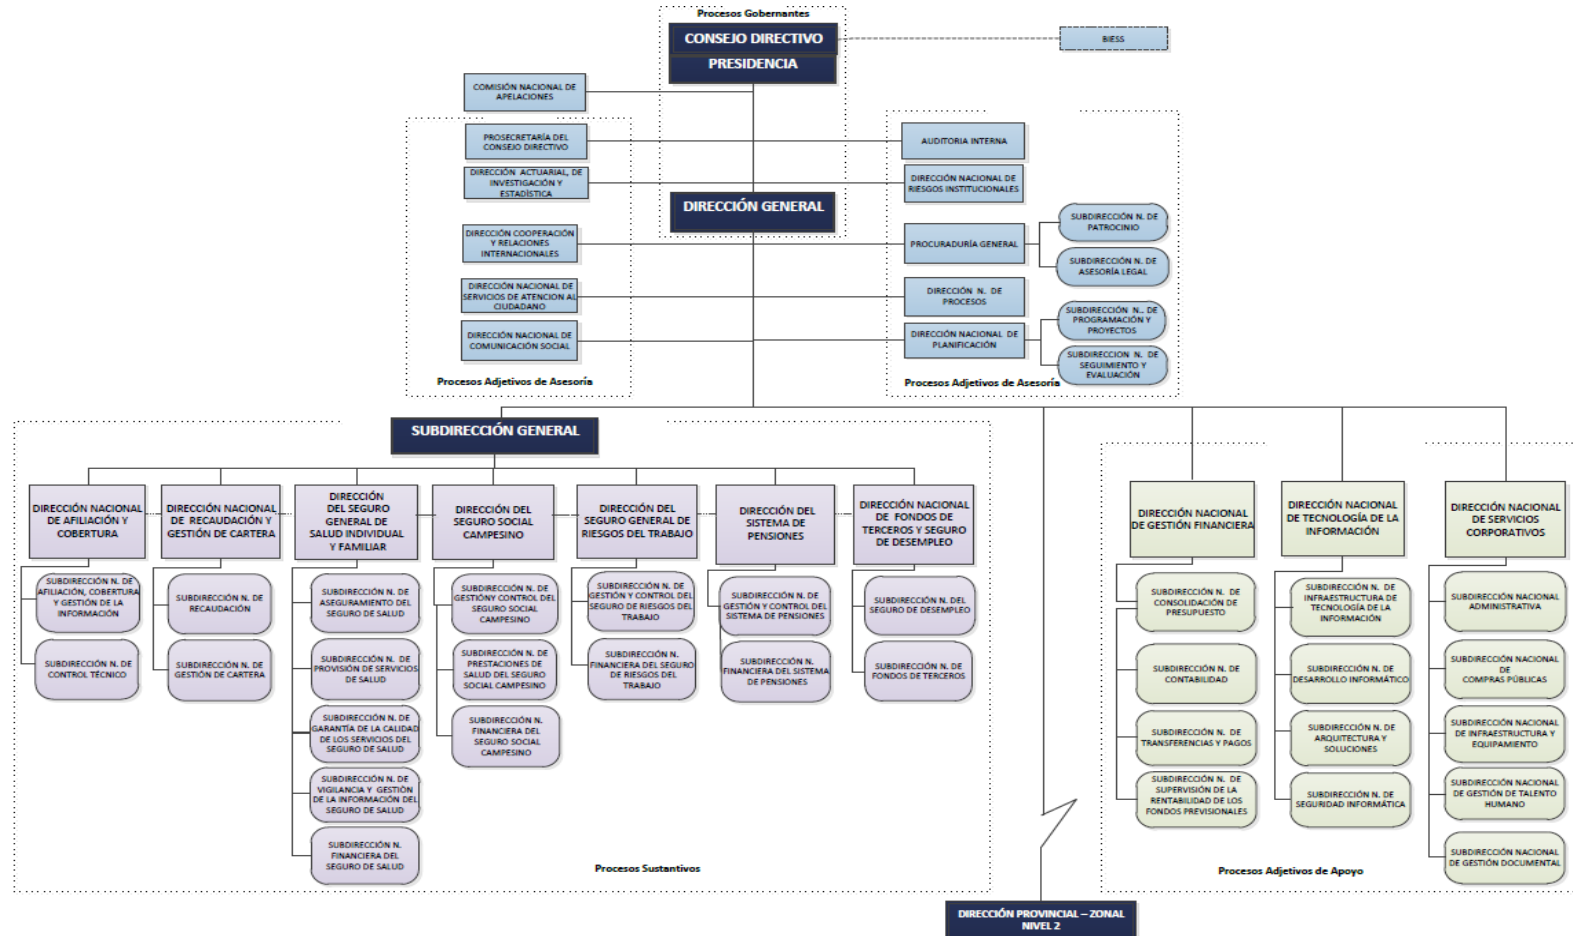 Procesos Gobernantes
CONSEJO DIRECTIVO
PRESIDENCIA
BIESS
COMISIÓN NACIONAL DE
APELACIONES
PROSECRETARÍA DEL
CONSEJO DIRECTIVO
DIRECCIÓN ACTUARIAL, DE
INVESTIGACIÓN Y
ESTADÍSTICA
DIRECCIÓN COOPERACIÓN
Y RELACIONES
INTERNACIONALES
DIRECCIÓN NACIONAL DE
SERVICIOS DE ATENCION AL
CIUDADANO
DIRECCIÓN NACIONAL DE
COMUNICACIÓN SOCIAL
Procesos Adjetivos de Asesoría
DIRECCIÓN GENERAL
AUDITORIA INTERNA
DIRECCIÓN NACIONAL DE
RIESGOS INSTITUCIONALES
PROCURADURÍA GENERAL
SUBDIRECCIÓN N. DE
PATROCINIO
SUBDIRECCIÓN N. DE
ASESORÍA LEGAL
DIRECCIÓN N. DE
PROCESOS
DIRECCIÓN NACIONAL DE
PLANIFICACIÓN
SUBDIRECCIÓN N.. DE
PROGRAMACIÓN Y
PROYECTOS
SUBDIRECCION N. DE
SEGUIMIENTO Y
EVALUACIÓN
Procesos Adjetivos de Asesoría
SUBDIRECCIÓN GENERAL
DIRECCIÓN NACIONAL
DE AFILIACIÓN Y
COBERTURA
SUBDIRECCIÓN N. DE
AFILIACIÓN, COBERTURA
Y GESTIÓN DE LA
INFORMACIÓN
SUBDIRECCIÓN N. DE
CONTROL TÉCNICO
DIRECCIÓN NACIONAL
DE RECAUDACIÓN Y
GESTIÓN DE CARTERA
SUBDIRECCIÓN N. DE
RECAUDACIÓN
SUBDIRECCIÓN N. DE
GESTIÓN DE CARTERA
DIRECCIÓN
DEL SEGURO
GENERAL DE
SALUD INDIVIDUAL
Y FAMILIAR
SUBDIRECCIÓN N. DE
ASEGURAMIENTO DEL
SEGURO DE SALUD
SUBDIRECCIÓN N. DE
PROVISIÓN DE SERVICIOS
DE SALUD
SUBDIRECCIÓN N. DE
GARANTÍA DE LA CALIDAD
DE LOS SERVICIOS DEL
SEGURO DE SALUD
SUBDIRECCIÓN N. DE
VIGILANCIA Y GESTIÓN
DE LA INFORMACIÓN DEL
SEGURO DE SALUD
SUBDIRECCIÓN N.
FINANCIERA DEL
SEGURO DE SALUD
DIRECCIÓN DEL
SEGURO SOCIAL
CAMPESINO
SUBDIRECCIÓN N. DE
GESTIÓNY CONTROL DEL
SEGURO SOCIAL
CAMPESINO
SUBDIRECCIÓN N. DE
PRESTACIONES DE
SALUD DEL SEGURO
SOCIAL CAMPESINO
SUBDIRECCIÓN N.
FINANCIERA DEL
SEGURO SOCIAL
CAMPESINO
DIRECCIÓN DEL
SEGURO GENERAL DE
RIESGOS DEL TRABAJO
SUBDIRECCIÓN N. DE
GESTIÓN Y CONTROL DEL
SEGURO DE RIESGOS DEL
TRABAJO
SUBDIRECCIÓN N.
FINANCIERA DEL SEGURO
DE RIESGOS DEL
TRABAJO
DIRECCIÓN DEL
SISTEMA DE
PENSIONES
SUBDIRECCIÓN N. DE
GESTIÓN Y CONTROL DEL
SISTEMA DE PENSIONES
SUBDIRECCIÓN N.
FINANCIERA DEL SISTEMA
DE PENSIONES
DIRECCIÓN NACIONAL
DE FONDOS DE
TERCEROS Y SEGURO
DE DESEMPLEO
SUBDIRECCIÓN N. DEL
SEGURO DE DESEMPLEO
SUBDIRECCIÓN N. DE
FONDOS DE TERCEROS
Procesos Sustantivos
DIRECCIÓN NACIONAL
DE GESTIÓN FINANCIERA
SUBDIRECCIÓN N. DE
CONSOLIDACIÓN DE
PRESUPUESTO
SUBDIRECCIÓN N. DE
CONTABILIDAD
SUBDIRECCIÓN N. DE
TRANSFERENCIAS Y PAGOS
SUBDIRECCIÓN N. DE
SUPERVISIÓN DE LA
RENTABILIDAD DE LOS
FONDOS PREVISIONALES
DIRECCIÓN NACIONAL
DE TECNOLOGÍA DE LA
INFORMACIÓN
SUBDIRECCIÓN N. DE
INFRAESTRUCTURA DE
TECNOLOGÍA DE LA
INFORMACIÓN
SUBDIRECCIÓN N. DE
DESARROLLO INFORMÁTICO
SUBDIRECCIÓN N. DE
ARQUITECTURA Y
SOLUCIONES
SUBDIRECCIÓN N. DE
SEGURIDAD INFORMÁTICA
DIRECCIÓN NACIONAL
DE SERVICIOS
CORPORATIVOS
SUBDIRECCIÓN NACIONAL
ADMINISTRATIVA
SUBDIRECCIÓN NACIONAL
DE
COMPRAS PÚBLICAS
SUBDIRECCIÓN NACIONAL
DE INFRAESTRUCTURA Y
EQUIPAMIENTO
SUBDIRECCIÓN NACIONAL
DE GESTIÓN DE TALENTO
HUMANO
SUBDIRECCIÓN NACIONAL
DE GESTIÓN DOCUMENTAL
Procesos Adjetivos de Apoyo
DIRECCIÓN PROVINCIAL – ZONAL
NIVEL 2